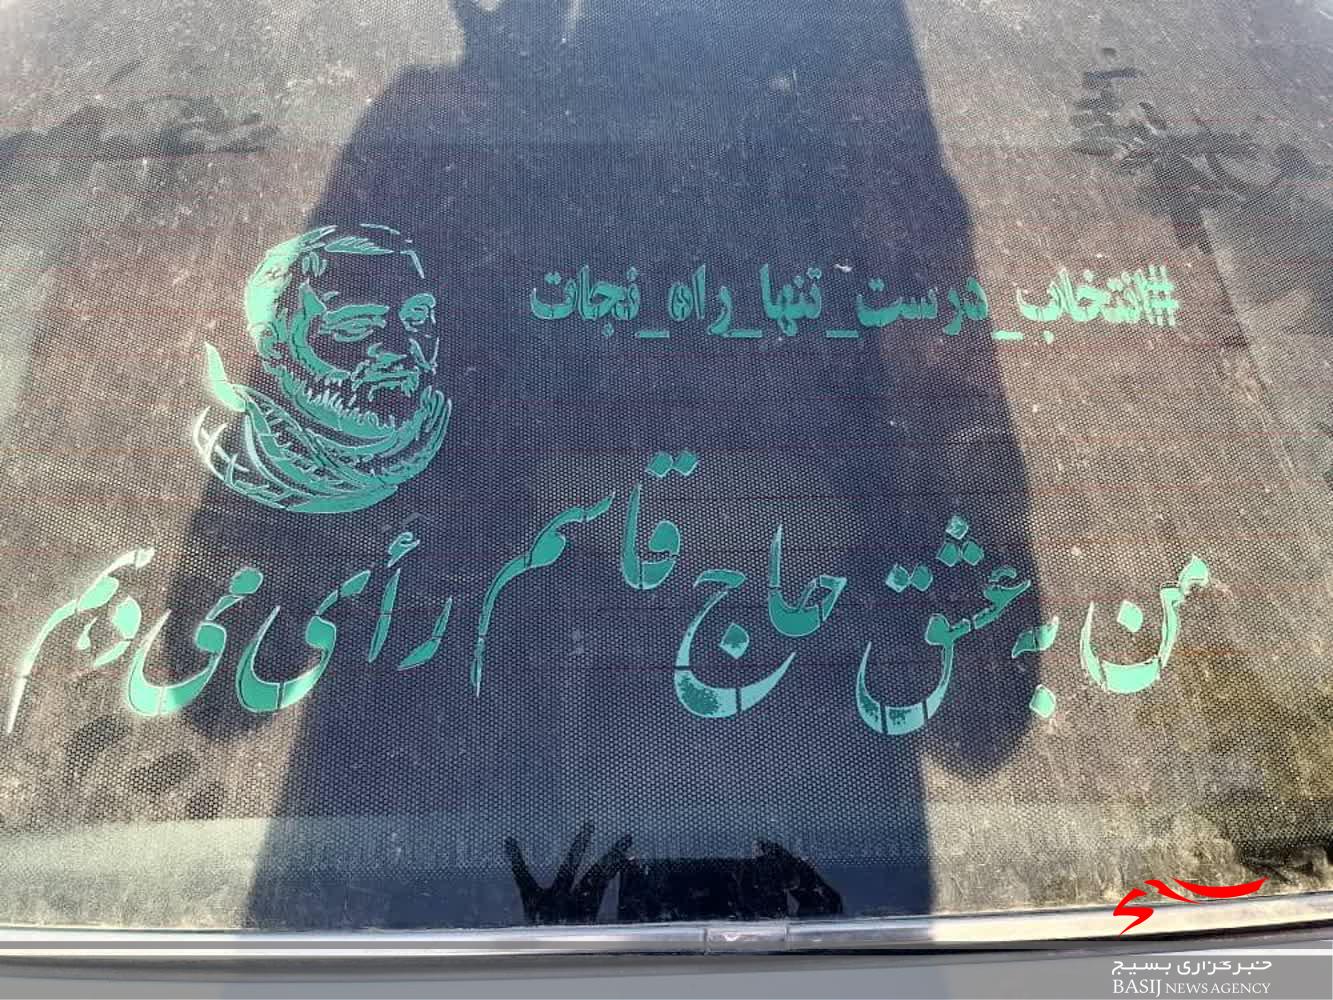 #انتخاب_درست_تنها_راه_نجات
من به عشق حاج قاسم رأی می دهم
خبرگزاری بسیج
BASIJ NEWS AGENCY